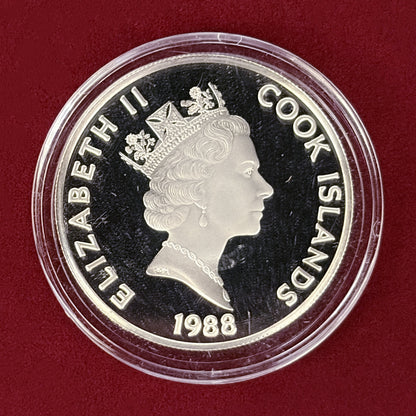 ELIZABETH II
COOK ISLANDS
1988